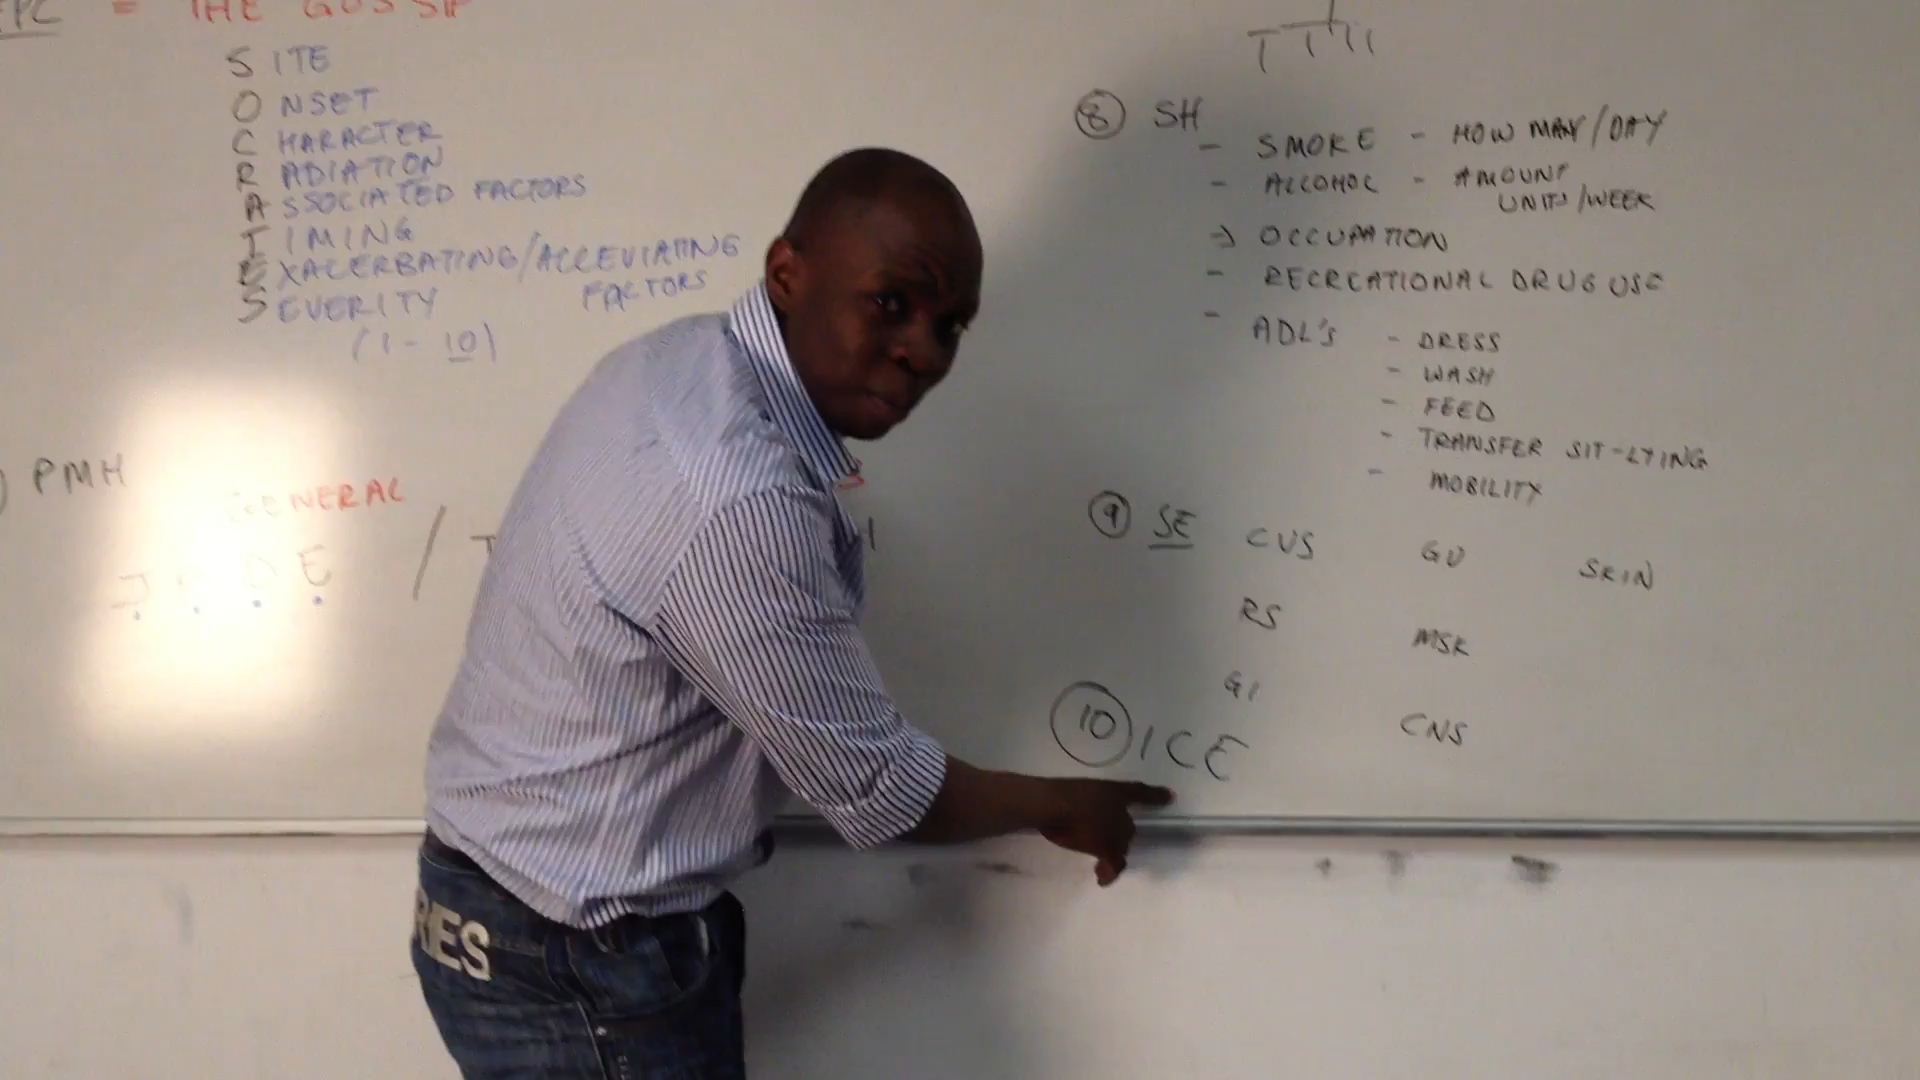 = THE GOSSIP
SITE
ONSET
CHARACTER
RADIATION
ASSOCIATED FACTORS
TIMING
EXACERBATING/ALLEVIATING
FACTORS
SEVERITY
(1-10)
PMH
GENERAL
E /
8 SH
- SMOKE - HOW MANY/DAY
- ALCOHOL - AMOUNT
UNITS/WEEK
→ OCCUPATION
- RECREATIONAL DRUG USE
- ADL'S - DRESS
- WASH
- FEED
- TRANSFER SIT-LYING
- MOBILITY
9 SE CVS GU SKIN
RS MSK
GI CNS
10 ICE
RIES